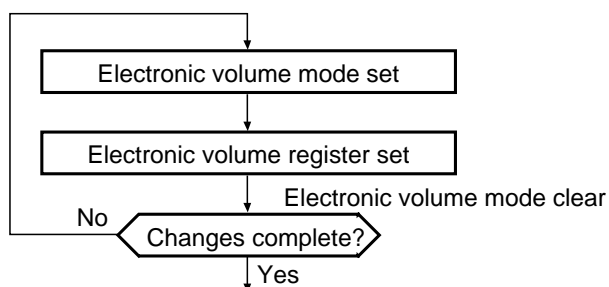 Electronic volume mode set
Electronic volume register set
Electronic volume mode clear
No
Changes complete?
Yes